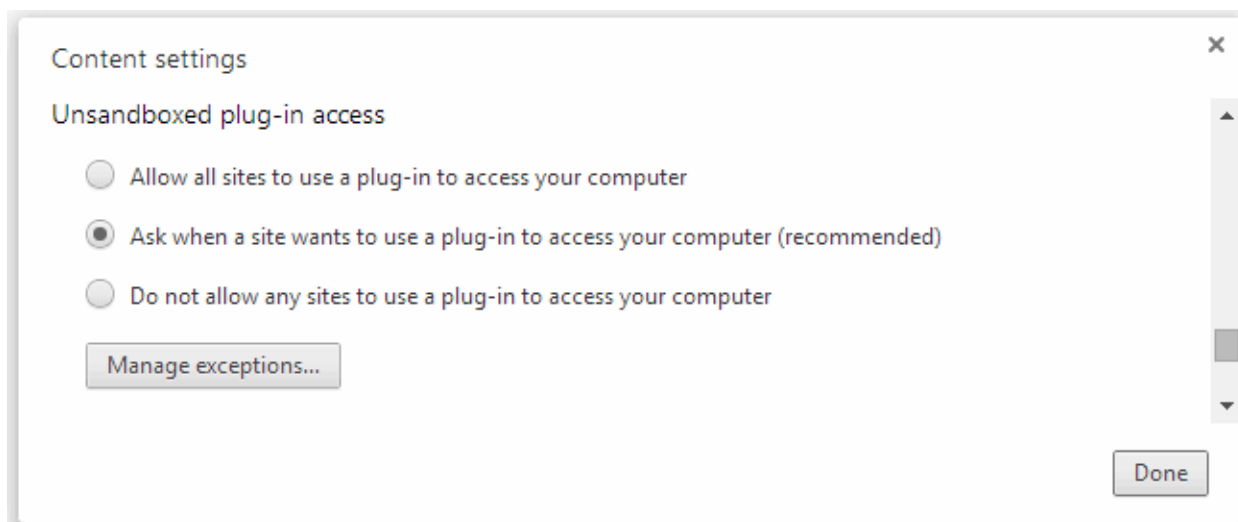 Content settings
Unsandboxed plug-in access
Allow all sites to use a plug-in to access your computer
Ask when a site wants to use a plug-in to access your computer (recommended)
Do not allow any sites to use a plug-in to access your computer
Manage exceptions...
Done